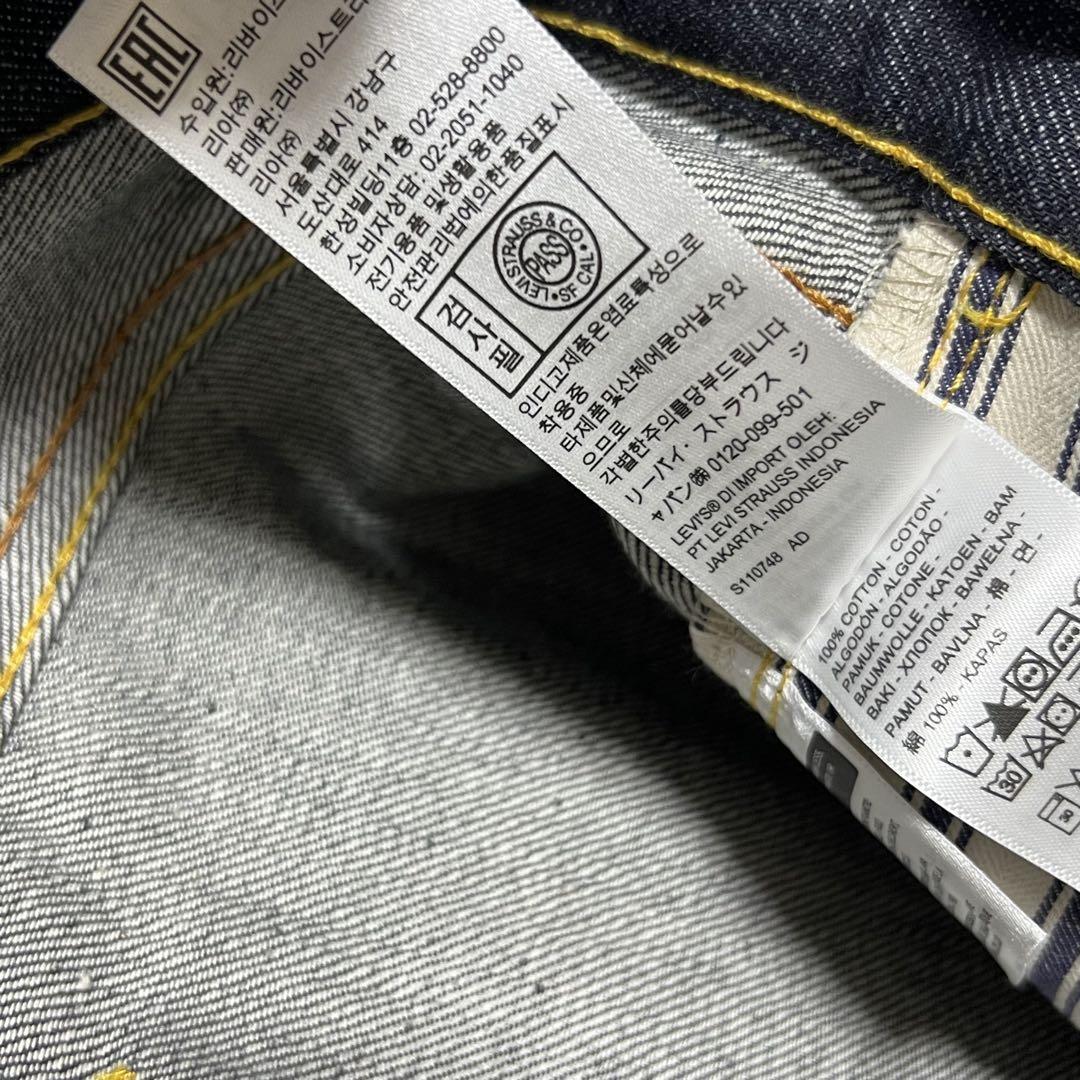 EAC
수입원:리바이스트
리아(주)
판매원:리바이스트리
리아(주)
서울특별시 강남구
도산대로 414
한성빌딩11층 02-528-8800
소비자상담 02-2051-1040
전기용품 및생활용품
안전관리법에의한품질표시
검사필
LEVI STRAUSS & CO
PASS
SF CAL
인디고제품은염료특성으로
착용중
타제품및신체에묻어날수있
으므로
각별한주의를당부드립니다
リーバイ・ストラウス ジ
ャパン㈱ 0120-099-501
LEVI'S® DI IMPORT OLEH:
PT LEVI STRAUSS INDONESIA
JAKARTA - INDONESIA
S110748 AD
100% COTTON - COTON -
ALGODÓN - ALGODÃO -
PAMUK - COTONE -
BAUMWOLLE - KATOEN - BAM
BAKI - ХЛОПОК - BAWEŁNA -
PAMUT - BAVLNA - 棉 - 면 -
綿 100% - KAPAS
30